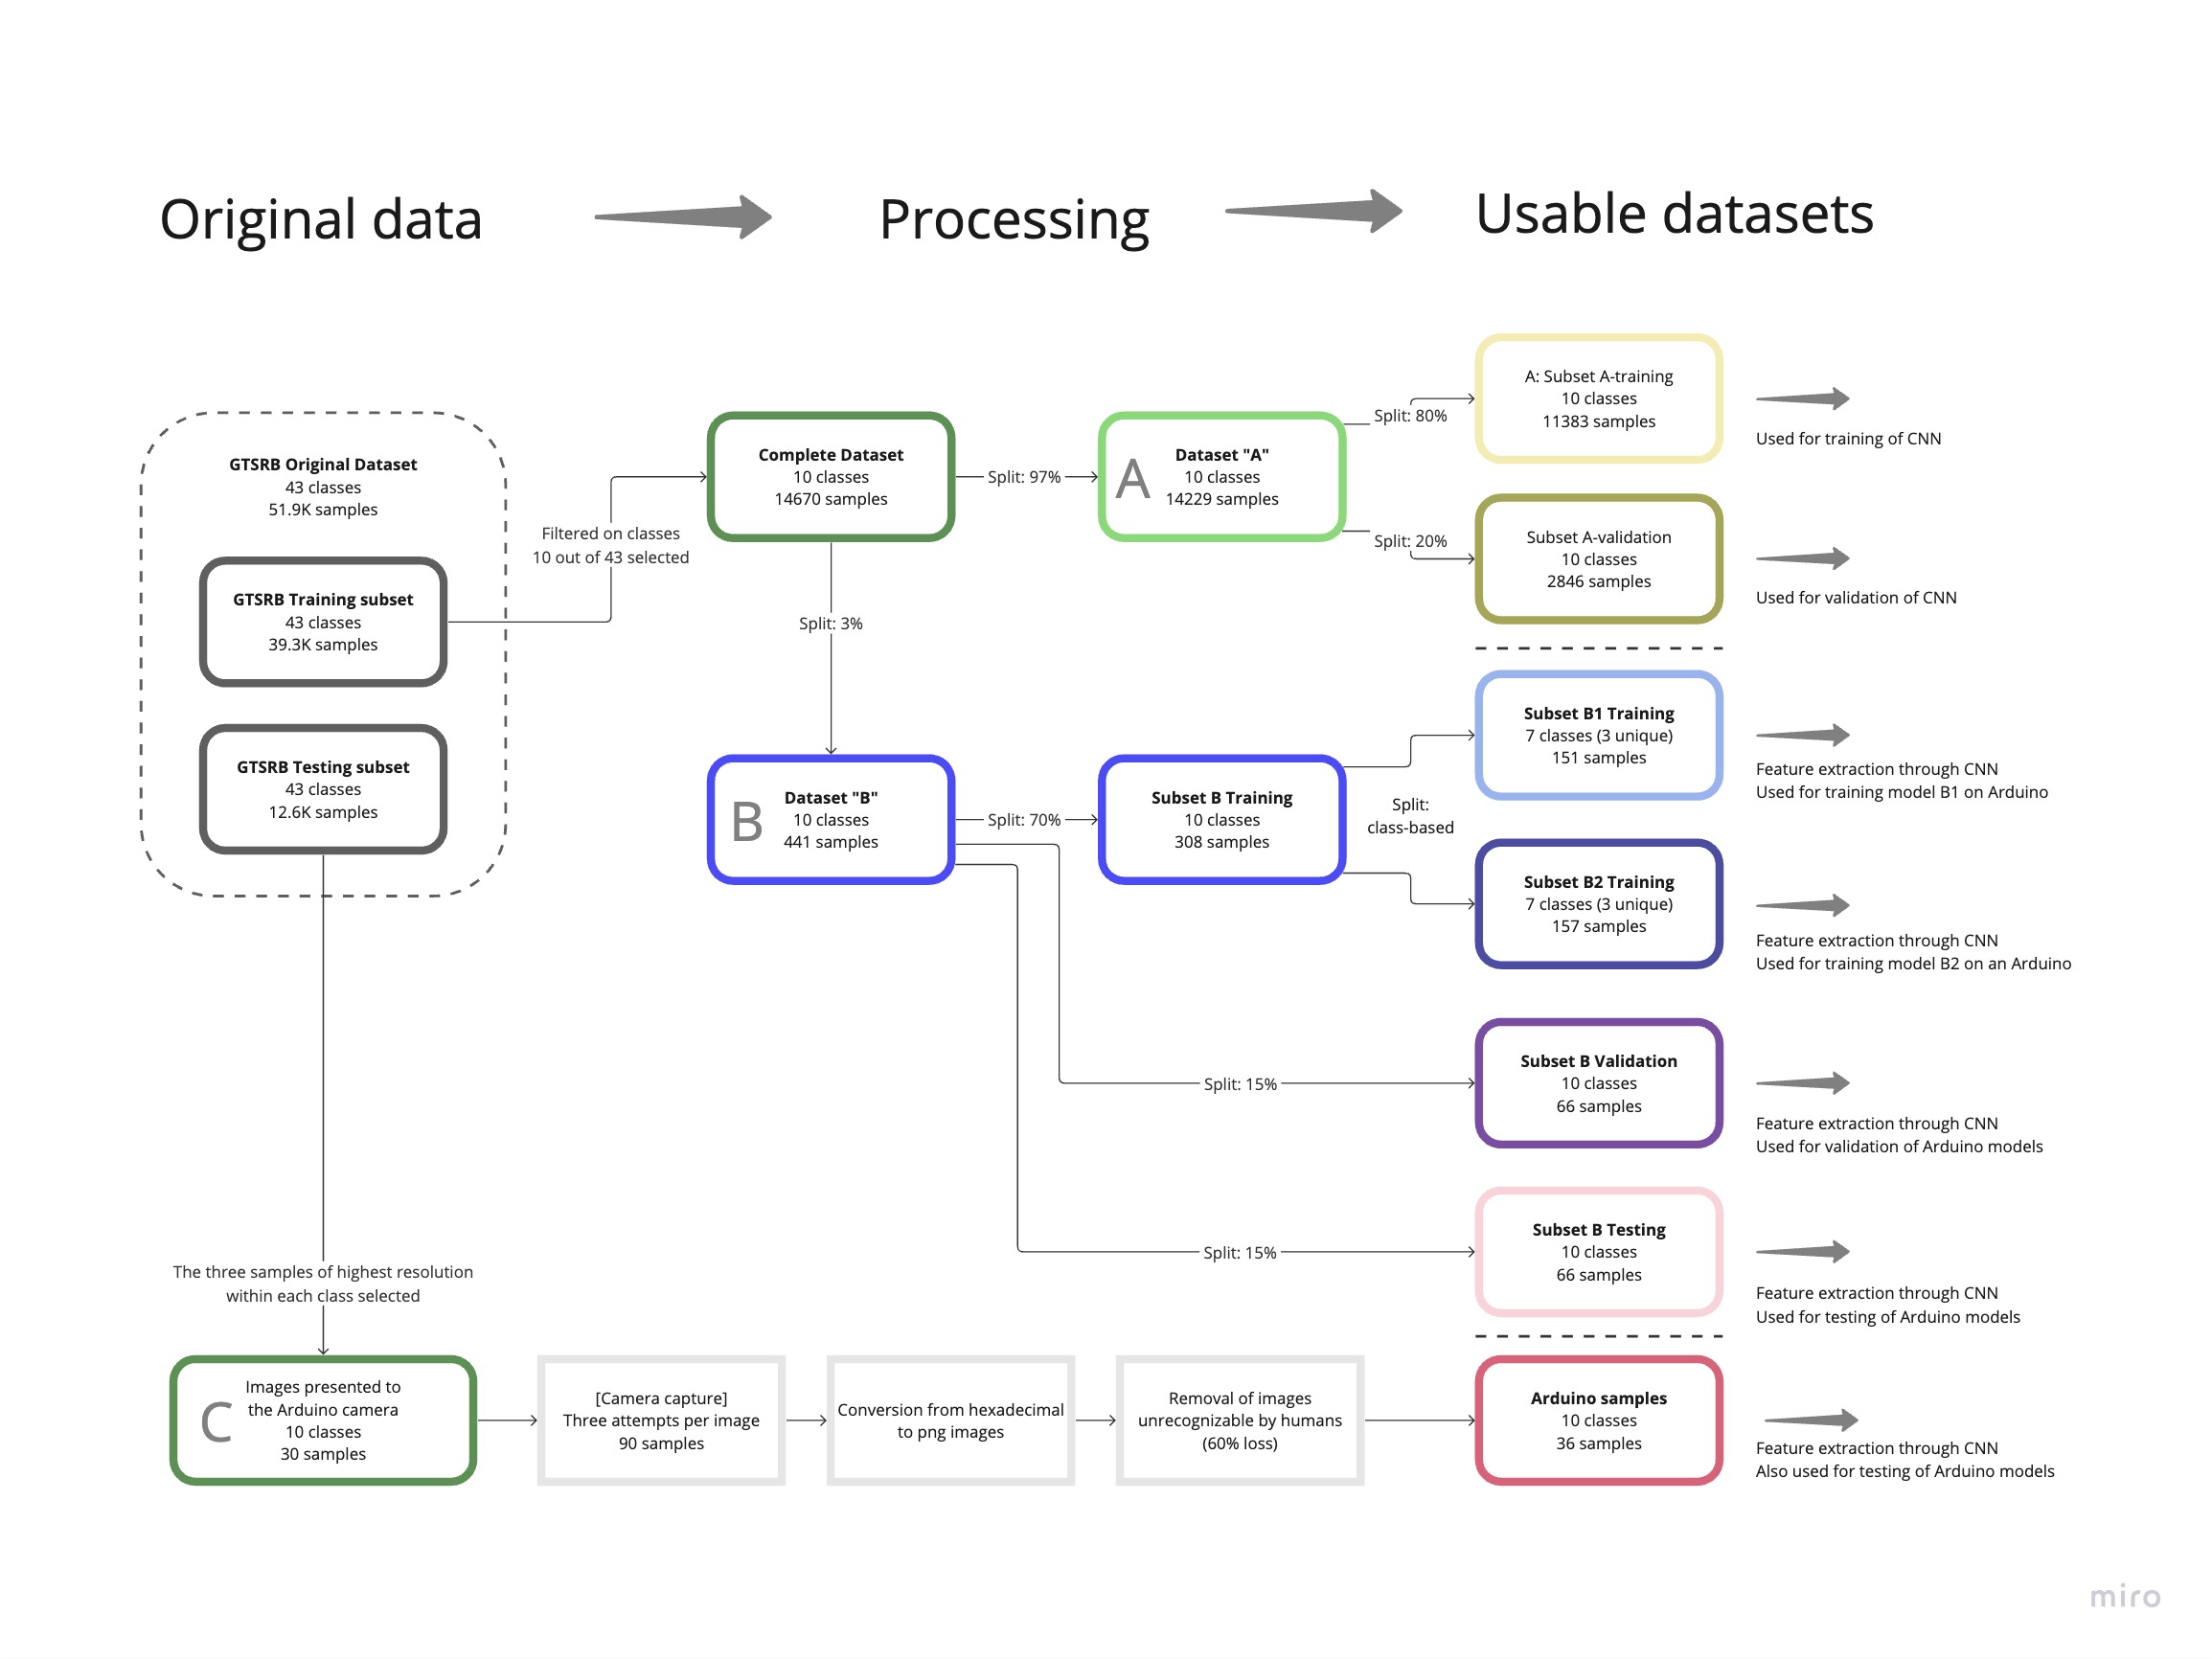 Original data
Processing
Usable datasets
GTSRB Original Dataset
43 classes
51.9K samples
GTSRB Training subset
43 classes
39.3K samples
GTSRB Testing subset
43 classes
12.6K samples
Filtered on classes
10 out of 43 selected
Complete Dataset
10 classes
14670 samples
Split: 97%
A
Dataset "A"
10 classes
14229 samples
Split: 80%
Split: 20%
A: Subset A-training
10 classes
11383 samples
Used for training of CNN
Subset A-validation
10 classes
2846 samples
Used for validation of CNN
Split: 3%
B
Dataset "B"
10 classes
441 samples
Split: 70%
Subset B Training
10 classes
308 samples
Split:
class-based
Subset B1 Training
7 classes (3 unique)
151 samples
Feature extraction through CNN
Used for training model B1 on Arduino
Subset B2 Training
7 classes (3 unique)
157 samples
Feature extraction through CNN
Used for training model B2 on an Arduino
Split: 15%
Subset B Validation
10 classes
66 samples
Feature extraction through CNN
Used for validation of Arduino models
Split: 15%
Subset B Testing
10 classes
66 samples
Feature extraction through CNN
Used for testing of Arduino models
The three samples of highest resolution
within each class selected
C
Images presented to
the Arduino camera
10 classes
30 samples
[Camera capture]
Three attempts per image
90 samples
Conversion from hexadecimal
to png images
Removal of images
unrecognizable by humans
(60% loss)
Arduino samples
10 classes
36 samples
Feature extraction through CNN
Also used for testing of Arduino models
miro